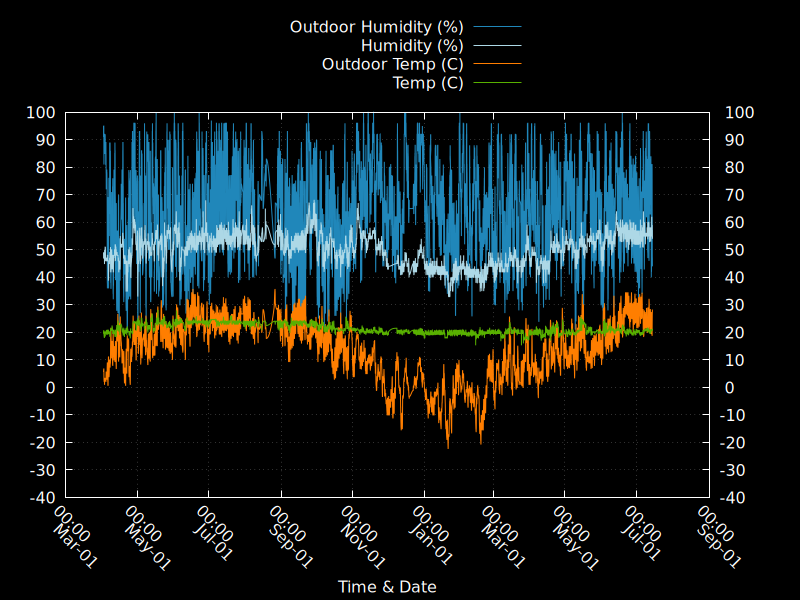 Outdoor Humidity (%)
Humidity (%)
Outdoor Temp (C)
Temp (C)
100 100
90 90
80 80
70 70
60 60
50 50
40 40
30 30
20 20
10 10
0 0
-10 -10
-20 -20
-30 -30
-40 -40
00:00
Mar-01
00:00
May-01
00:00
Jul-01
00:00
Sep-01
00:00
Nov-01
00:00
Jan-01
00:00
Mar-01
00:00
May-01
00:00
Jul-01
00:00
Sep-01
Time & Date